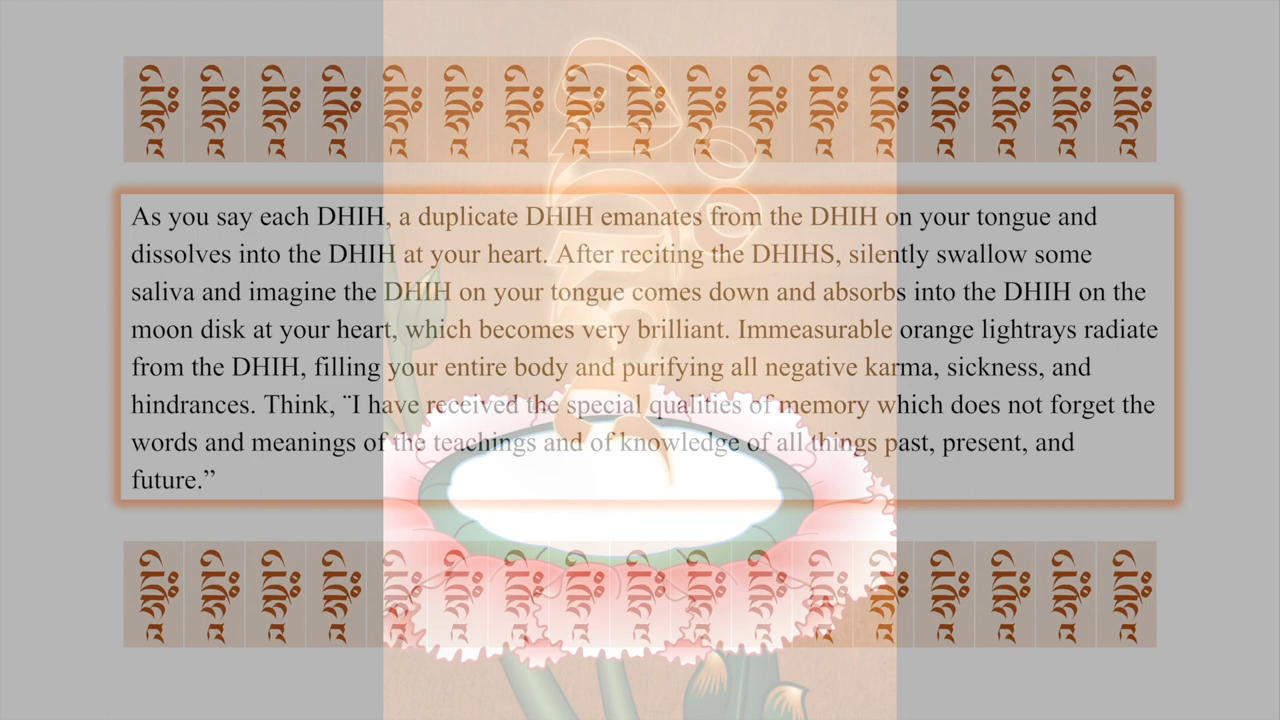 དྷཱིཿ དྷཱིཿ དྷཱིཿ དྷཱིཿ དྷཱིཿ དྷཱིཿ དྷཱིཿ དྷཱིཿ དྷཱིཿ དྷཱིཿ དྷཱིཿ དྷཱིཿ དྷཱིཿ དྷཱིཿ དྷཱིཿ དྷཱིཿ དྷཱིཿ
དྷཱིཿ
As you say each DHIH, a duplicate DHIH emanates from the DHIH on your tongue and
dissolves into the DHIH at your heart. After reciting the DHIHS, silently swallow some
saliva and imagine the DHIH on your tongue comes down and absorbs into the DHIH on the
moon disk at your heart, which becomes very brilliant. Immeasurable orange lightrays radiate
from the DHIH, filling your entire body and purifying all negative karma, sickness, and
hindrances. Think, ¨I have received the special qualities of memory which does not forget the
words and meanings of the teachings and of knowledge of all things past, present, and
future.”
དྷཱིཿ དྷཱིཿ དྷཱིཿ དྷཱིཿ དྷཱིཿ དྷཱིཿ དྷཱིཿ དྷཱིཿ དྷཱིཿ དྷཱིཿ དྷཱིཿ དྷཱིཿ དྷཱིཿ དྷཱིཿ དྷཱིཿ དྷཱིཿ དྷཱིཿ